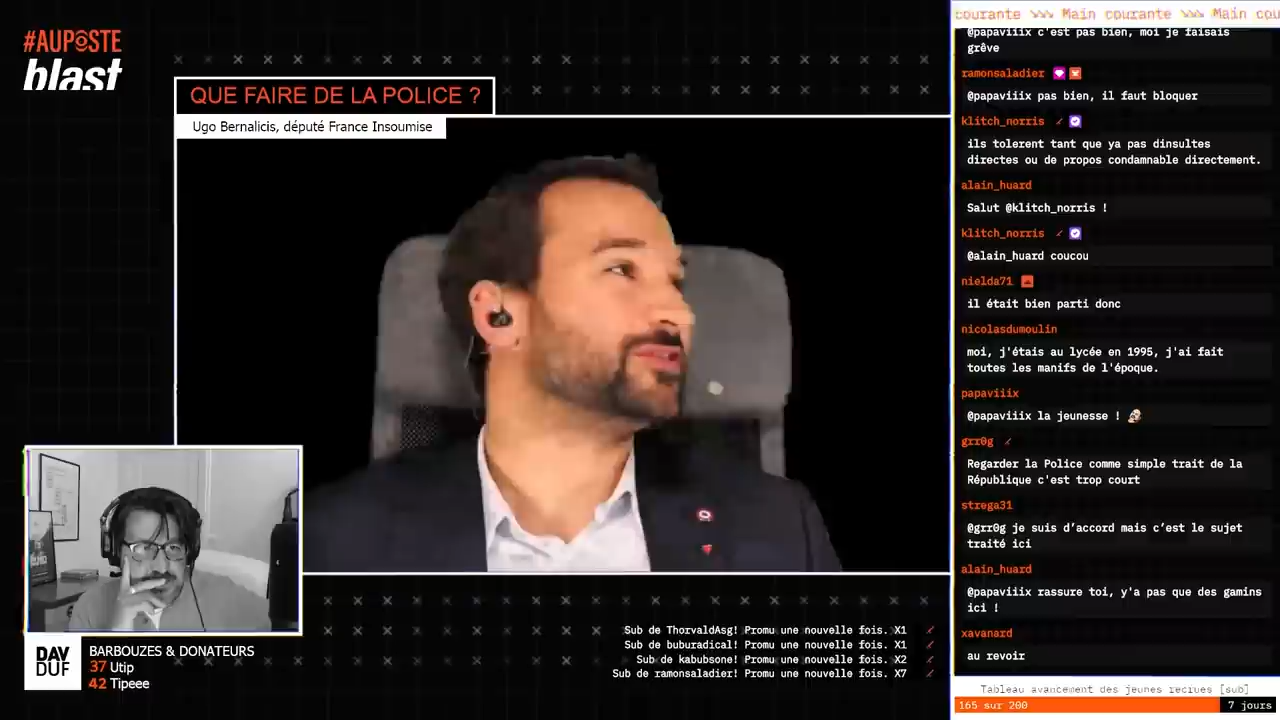 #AUPOSTE
blast
QUE FAIRE DE LA POLICE ?
Ugo Bernalicis, député France Insoumise
DAV
DUF
BARBOUZES & DONATEURS
37 Utip
42 Tipeee
Sub de ThorvaldAsg! Promu une nouvelle fois. X1
Sub de buburadical! Promu une nouvelle fois. X1
Sub de kabubsone! Promu une nouvelle fois. X2
Sub de ramonsaladier! Promu une nouvelle fois. X7
courante Main courante Main cou
@papaviiix c'est pas bien, moi je faisais
grêve
ramonsaladier
@papaviiix pas bien, il faut bloquer
klitch_norris
ils tolerent tant que ya pas dinsultes
directes ou de propos condamnable directement.
alain_huard
Salut @klitch_norris !
klitch_norris
@alain_huard coucou
nielda71
il était bien parti donc
nicolasdumoulin
moi, j'étais au lycée en 1995, j'ai fait
toutes les manifs de l'époque.
papaviiix
@papaviiix la jeunesse !
grr0g
Regarder la Police comme simple trait de la
République c'est trop court
strega31
@grr0g je suis d’accord mais c’est le sujet
traité ici
alain_huard
@papaviiix rassure toi, y'a pas que des gamins
ici !
xavanard
au revoir
Tableau avancement des jeunes recrues [sub]
165 sur 200
7 jours